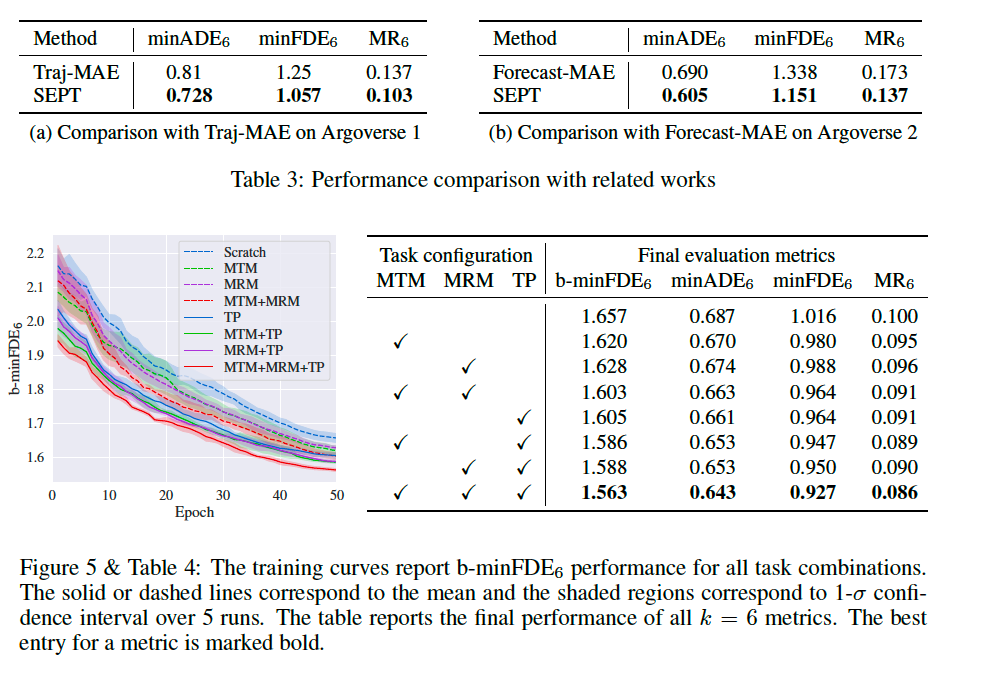 Method minADE6 minFDE6 MR6
Traj-MAE 0.81 1.25 0.137
SEPT 0.728 1.057 0.103
(a) Comparison with Traj-MAE on Argoverse 1
Method minADE6 minFDE6 MR6
Forecast-MAE 0.690 1.338 0.173
SEPT 0.605 1.151 0.137
(b) Comparison with Forecast-MAE on Argoverse 2
Table 3: Performance comparison with related works
b-minFDE6
2.2
2.1
2.0
1.9
1.8
1.7
1.6
0 10 20 30 40 50
Epoch
Scratch
MTM
MRM
MTM+MRM
TP
MTM+TP
MRM+TP
MTM+MRM+TP
Task configuration Final evaluation metrics
MTM MRM TP b-minFDE6 minADE6 minFDE6 MR6
1.657 0.687 1.016 0.100
✓ 1.620 0.670 0.980 0.095
✓ 1.628 0.674 0.988 0.096
✓ ✓ 1.603 0.663 0.964 0.091
✓ 1.605 0.661 0.964 0.091
✓ ✓ 1.586 0.653 0.947 0.089
✓ ✓ 1.588 0.653 0.950 0.090
✓ ✓ ✓ 1.563 0.643 0.927 0.086
Figure 5 & Table 4: The training curves report b-minFDE6 performance for all task combinations.
The solid or dashed lines correspond to the mean and the shaded regions correspond to 1-σ confi-
dence interval over 5 runs. The table reports the final performance of all k = 6 metrics. The best
entry for a metric is marked bold.